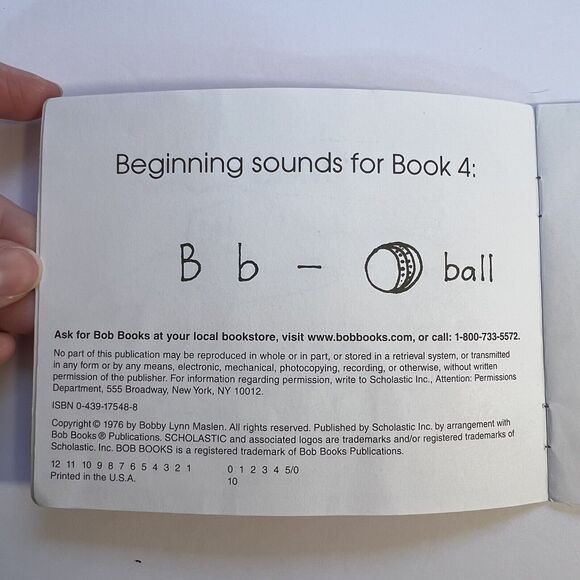 Beginning sounds for Book 4:
B b – ball
Ask for Bob Books at your local bookstore, visit www.bobbooks.com, or call: 1-800-733-5572.
No part of this publication may be reproduced in whole or in part, or stored in a retrieval system, or transmitted
in any form or by any means, electronic, mechanical, photocopying, recording, or otherwise, without written
permission of the publisher. For information regarding permission, write to Scholastic Inc., Attention: Permissions
Department, 555 Broadway, New York, NY 10012.
ISBN 0-439-17548-8
Copyright © 1976 by Bobby Lynn Maslen. All rights reserved. Published by Scholastic Inc. by arrangement with
Bob Books® Publications. SCHOLASTIC and associated logos are trademarks and/or registered trademarks of
Scholastic. Inc. BOB BOOKS is a registered trademark of Bob Books Publications.
12 11 10 9 8 7 6 5 4 3 2 1 0 1 2 3 4 5/0
Printed in the U.S.A. 10